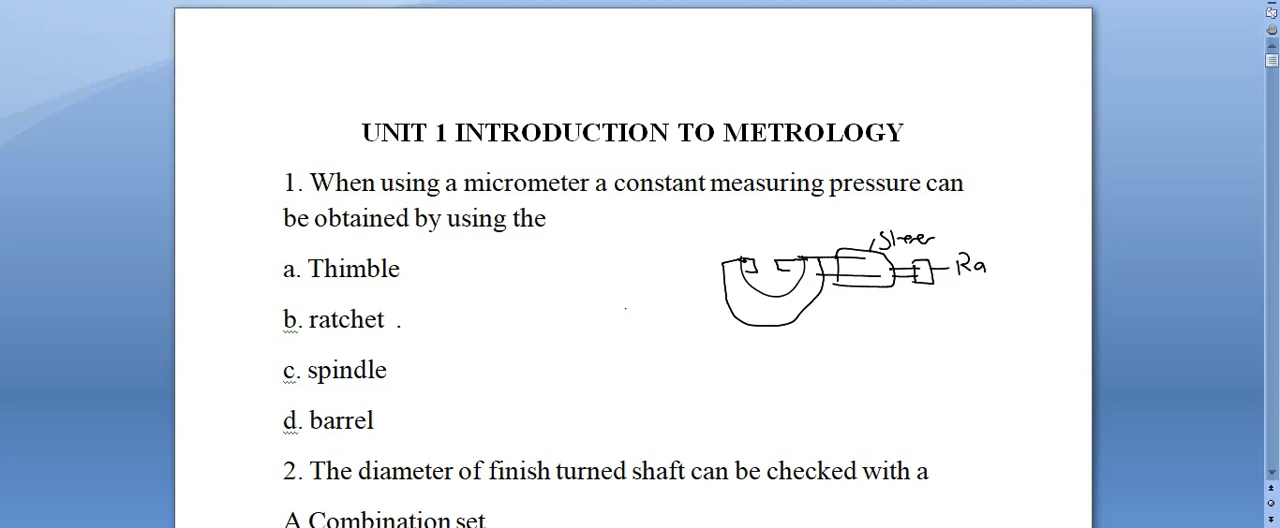 UNIT 1 INTRODUCTION TO METROLOGY
1. When using a micrometer a constant measuring pressure can
be obtained by using the
Ra
a. Thimble
b. ratchet .
c. spindle
d. barrel
2. The diameter of finish turned shaft can be checked with a
A Combination set